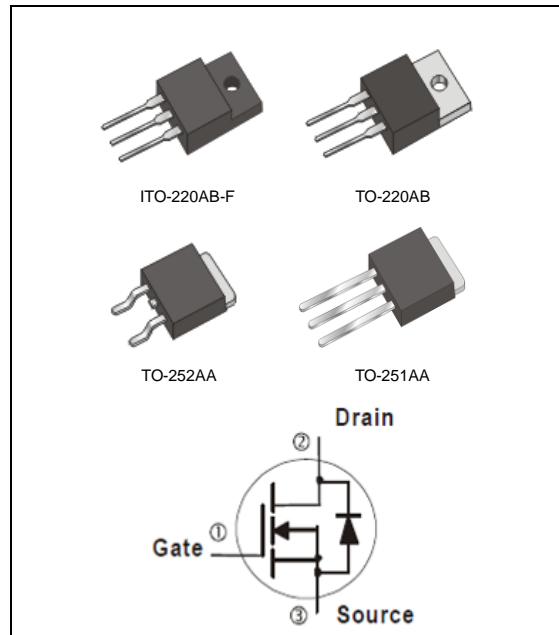 ITO-220AB-F
TO-220AB
TO-252AA
TO-251AA
Drain
②
①
Gate
③
Source